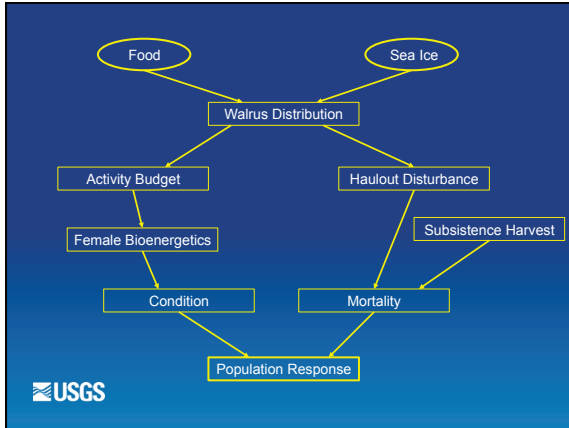 Food
Sea Ice
Walrus Distribution
Activity Budget
Haulout Disturbance
Female Bioenergetics
Subsistence Harvest
Condition
Mortality
Population Response
USGS